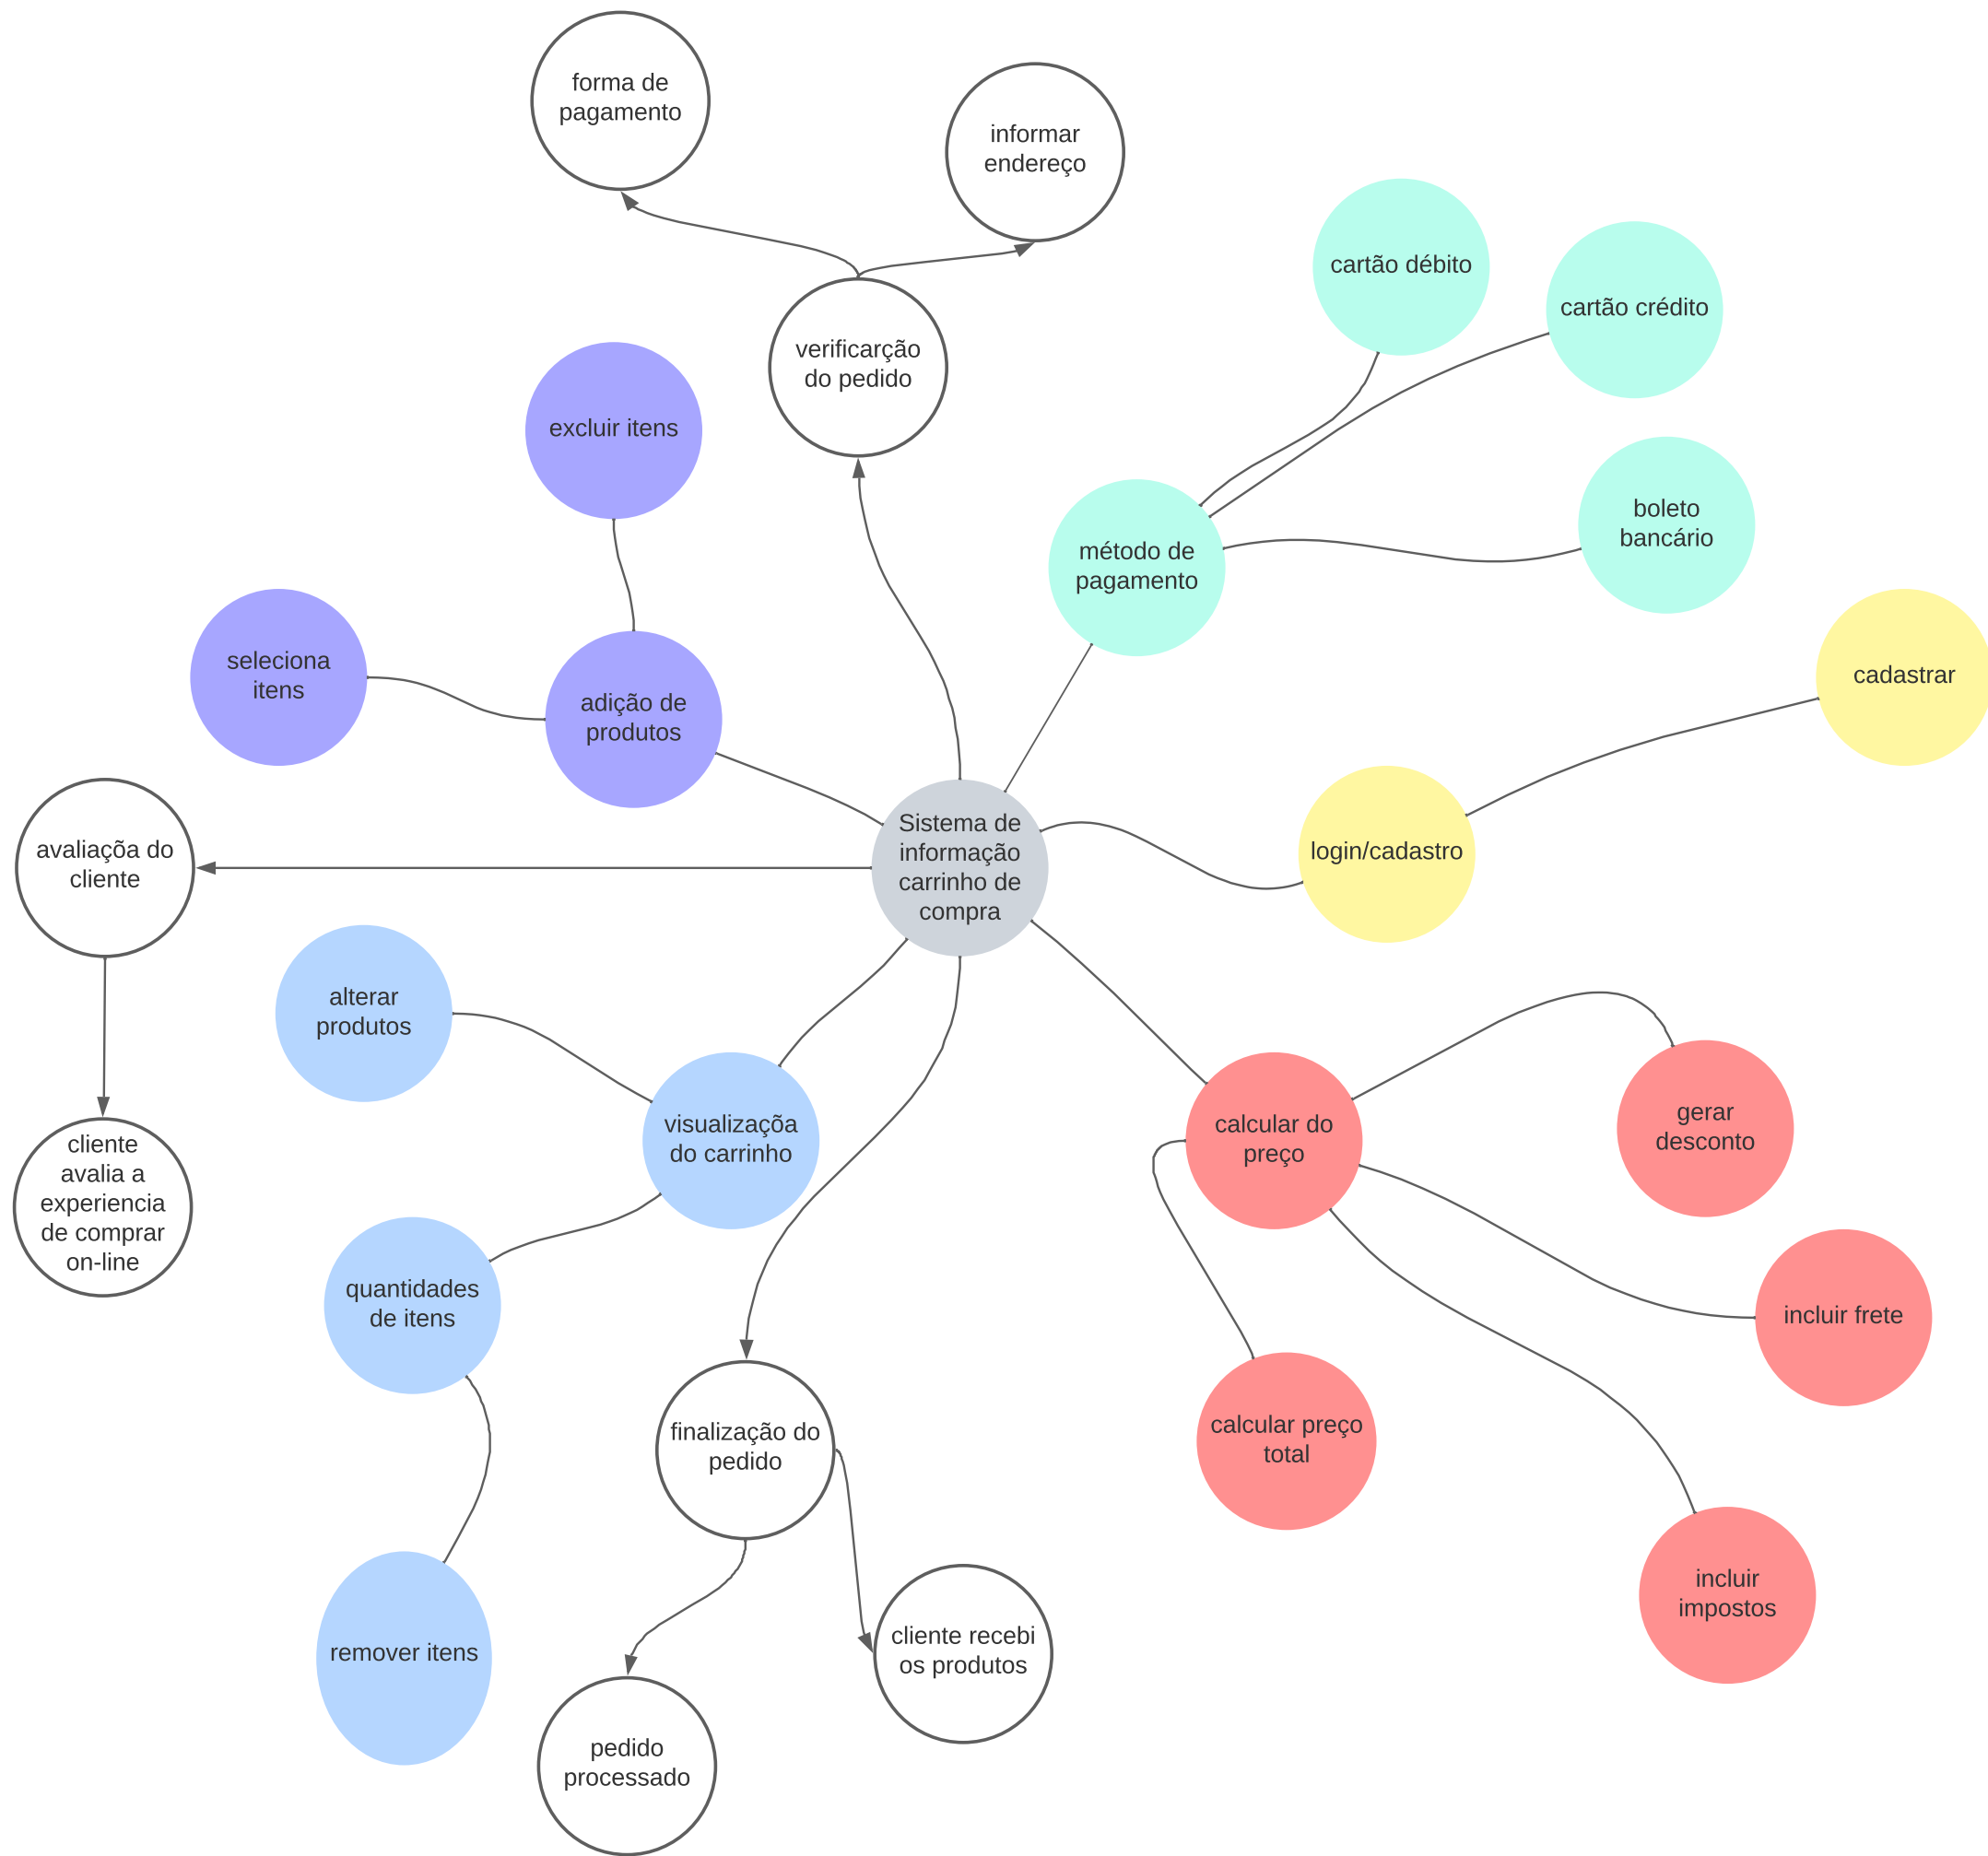 forma de
pagamento
informar
endereço
cartão débito
cartão crédito
verificarção
do pedido
excluir itens
boleto
bancário
método de
pagamento
seleciona
itens
cadastrar
adição de
produtos
Sistema de
informação
carrinho de
compra
avaliaçõa do
cliente
login/cadastro
alterar
produtos
visualizaçõa
do carrinho
calcular do
preço
gerar
desconto
cliente
avalia a
experiencia
de comprar
on-line
quantidades
de itens
incluir frete
finalização do
pedido
calcular preço
total
incluir
impostos
remover itens
cliente recebi
os produtos
pedido
processado